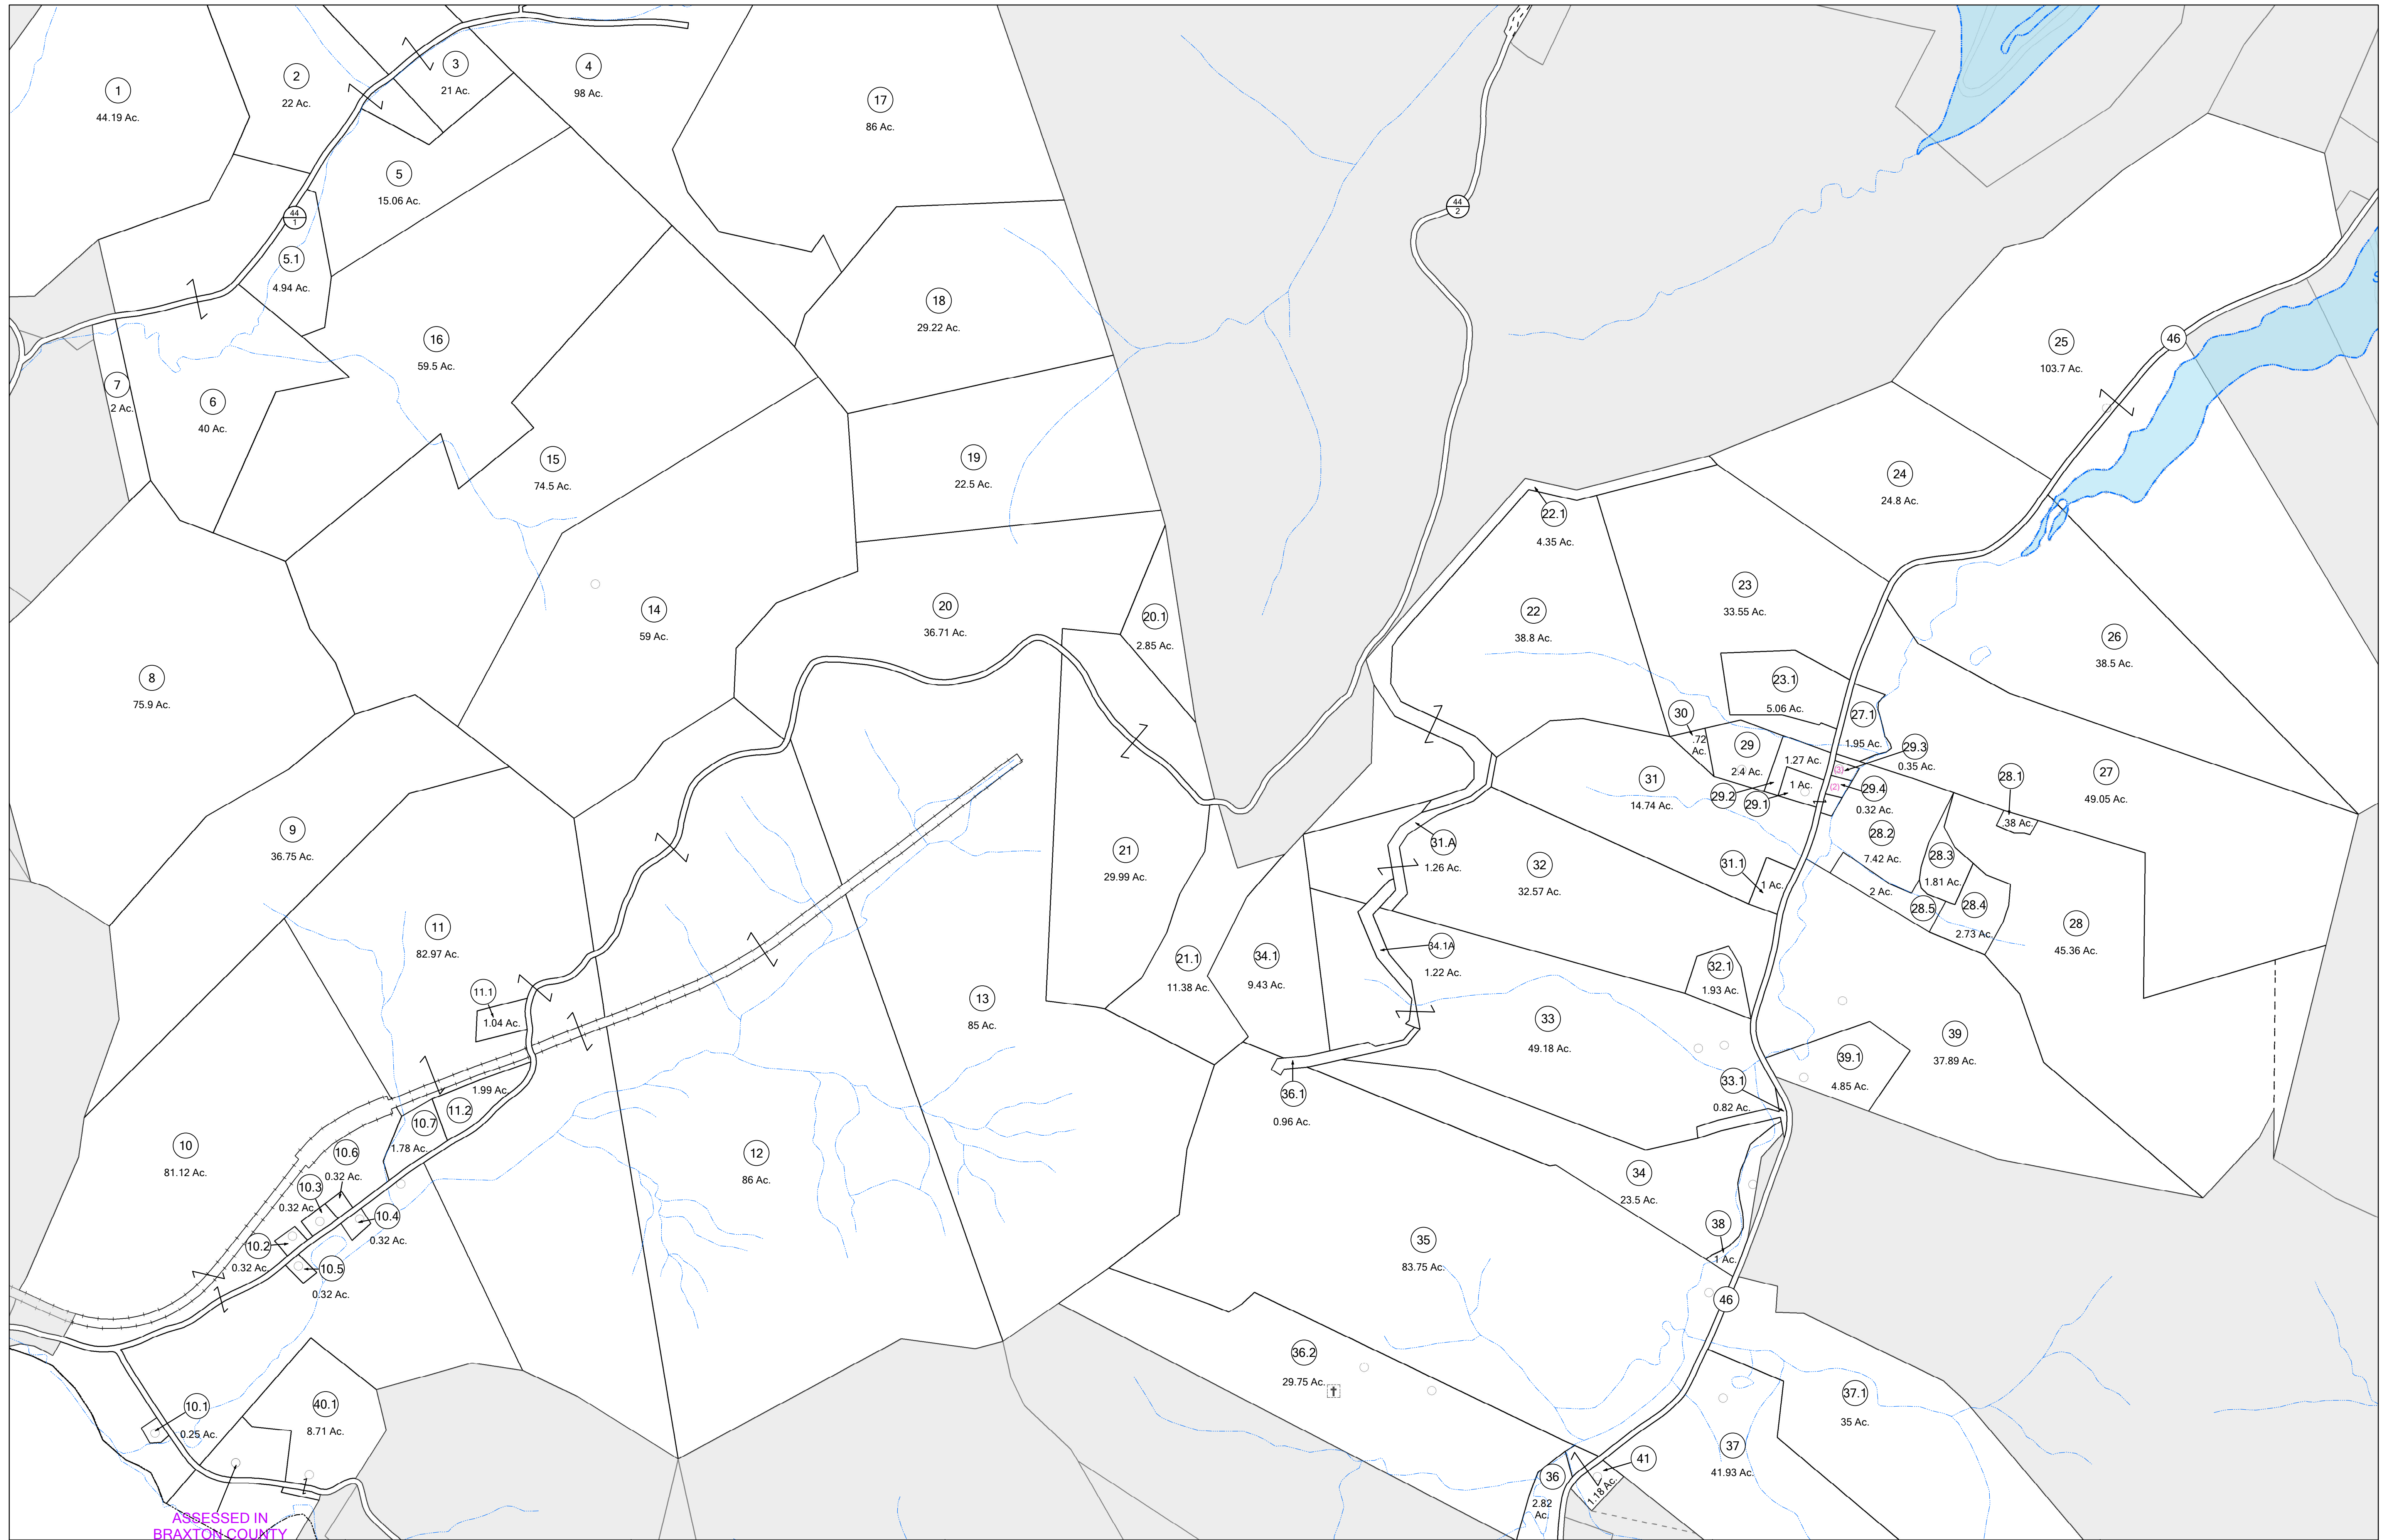 1
44.19 Ac.
2
22 Ac.
3
21 Ac.
4
98 Ac.
17
86 Ac.
5
15.06 Ac.
44
1
44
2
5.1
4.94 Ac.
16
59.5 Ac.
18
29.22 Ac.
25
103.7 Ac.
46
7
2 Ac.
6
40 Ac.
15
74.5 Ac.
19
22.5 Ac.
24
24.8 Ac.
22.1
4.35 Ac.
14
59 Ac.
20
36.71 Ac.
20.1
2.85 Ac.
22
38.8 Ac.
23
33.55 Ac.
26
38.5 Ac.
8
75.9 Ac.
23.1
5.06 Ac.
30
.72
Ac.
29
2.4 Ac.
27.1
1.95 Ac.
29.3
0.35 Ac.
1.27 Ac.
1 Ac.
(3)
(2)
29.4
0.32 Ac.
28.1
.38 Ac.
27
49.05 Ac.
31
14.74 Ac.
29.2
29.1
9
36.75 Ac.
21
29.99 Ac.
31.A
1.26 Ac.
32
32.57 Ac.
31.1
1 Ac.
28.2
7.42 Ac.
28.3
1.81 Ac.
2 Ac.
28.5
28.4
2.73 Ac.
28
45.36 Ac.
11
82.97 Ac.
11.1
1.04 Ac.
13
85 Ac.
21.1
11.38 Ac.
34.1
9.43 Ac.
34.1A
1.22 Ac.
32.1
1.93 Ac.
33
49.18 Ac.
39
37.89 Ac.
39.1
4.85 Ac.
33.1
0.82 Ac.
36.1
0.96 Ac.
1.99 Ac.
11.2
10.7
1.78 Ac.
10
81.12 Ac.
10.6
0.32 Ac.
10.3
0.32 Ac.
10.4
0.32 Ac.
10.2
0.32 Ac.
10.5
0.32 Ac.
12
86 Ac.
34
23.5 Ac.
38
1 Ac.
35
83.75 Ac.
46
36.2
29.75 Ac.
37.1
35 Ac.
10.1
0.25 Ac.
40.1
8.71 Ac.
37
41.93 Ac.
41
1.18 Ac.
36
2.82
Ac.
ASSESSED IN
BRAXTON COUNTY